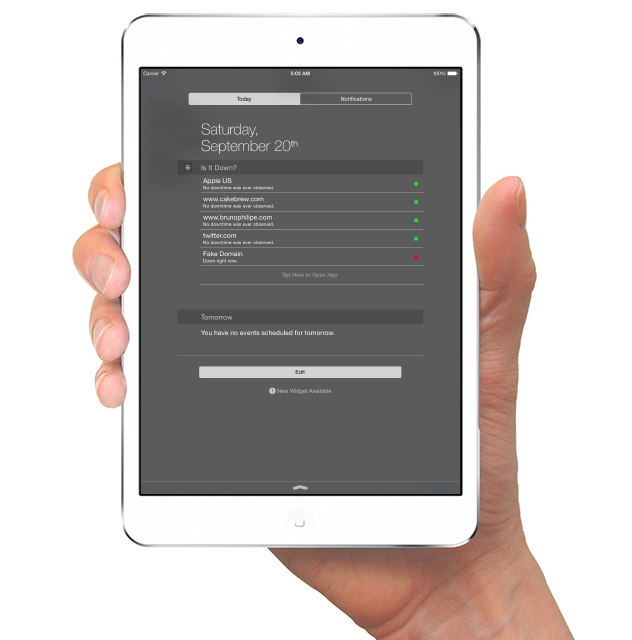 Carrier 5:03 AM 100%
Today Notifications
Saturday,
September 20th
Is It Down?
Apple US
No downtime was ever observed.
www.cakebrew.com
No downtime was ever observed.
www.brunophilipe.com
No downtime was ever observed.
twitter.com
No downtime was ever observed.
Fake Domain
Down right now.
Tap Here to Open App
Tomorrow
You have no events scheduled for tomorrow.
Edit
1 New Widget Available